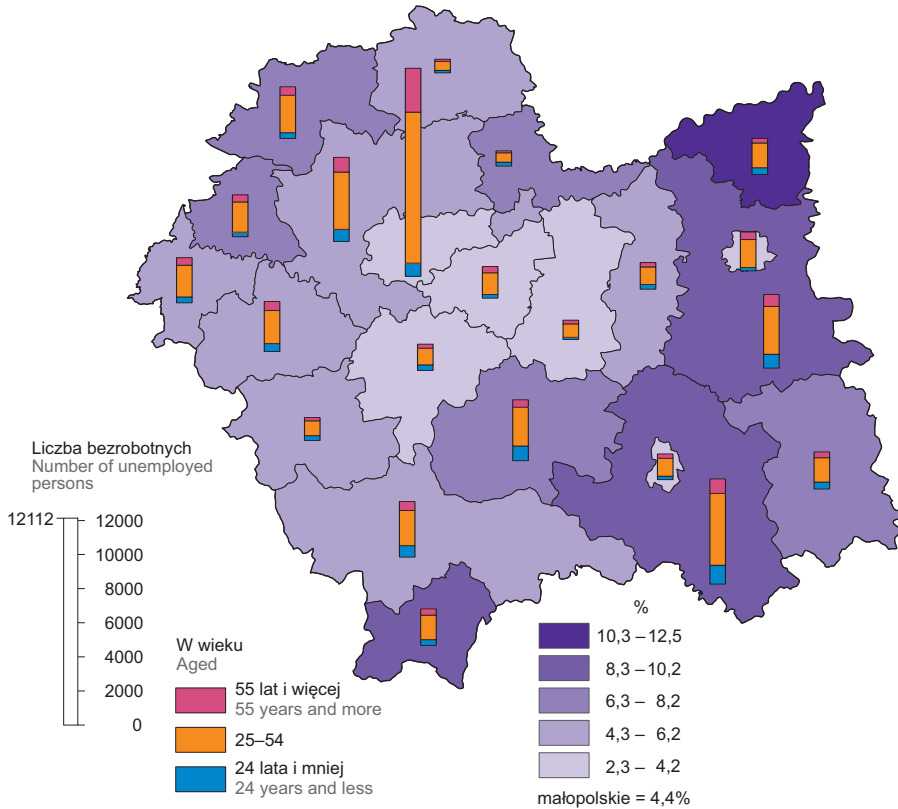 Liczba bezrobotnych
Number of unemployed
persons
12112
12000
10000
8000
6000
4000
2000
0
W wieku
Aged
55 lat i więcej
55 years and more
25–54
24 lata i mniej
24 years and less
%
10,3 – 12,5
8,3 – 10,2
6,3 – 8,2
4,3 – 6,2
2,3 – 4,2
małopolskie = 4,4%